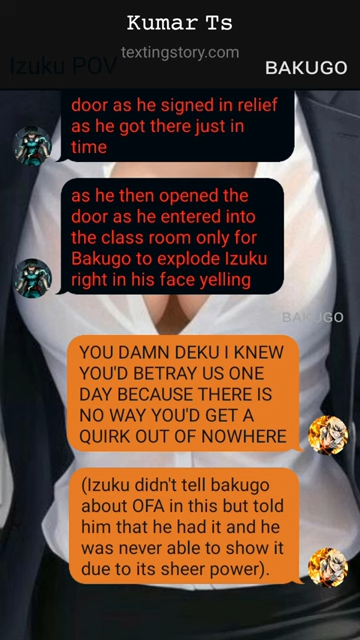 Kumar Ts
textingstory.com
Izuku POV
BAKUGO
door as he signed in relief
as he got there just in
time
as he then opened the
door as he entered into
the class room only for
Bakugo to explode Izuku
right in his face yelling
BAKUGO
YOU DAMN DEKU I KNEW
YOU'D BETRAY US ONE
DAY BECAUSE THERE IS
NO WAY YOU'D GET A
QUIRK OUT OF NOWHERE
(Izuku didn't tell bakugo
about OFA in this but told
him that he had it and he
was never able to show it
due to its sheer power).